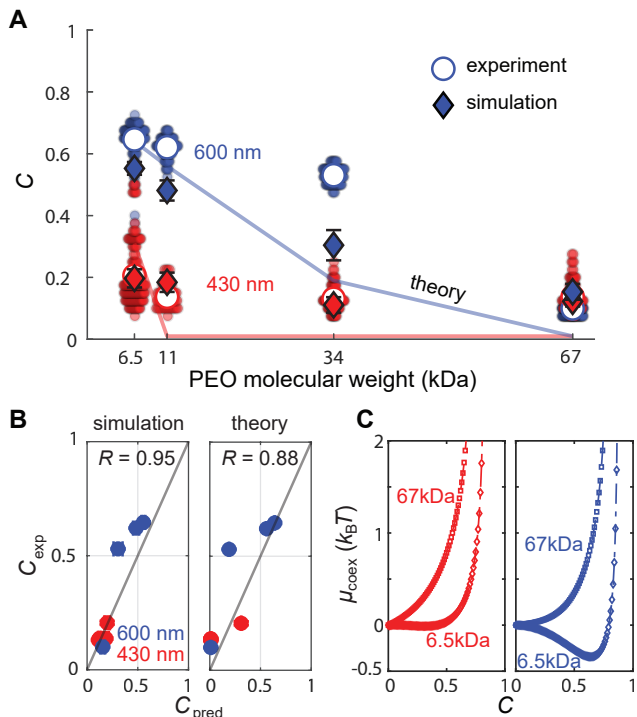 A
1
0.8
0.6
0.4
0.2
0
C
experiment
simulation
600 nm
430 nm
theory
6.5
11
34
67
PEO molecular weight (kDa)
B
simulation
theory
R = 0.95
R = 0.88
1
0.5
0
C_exp
600 nm
430 nm
0
0.5
1
0
0.5
1
C_pred
C
2
1
0
-0.5
μ_coex (k_BT)
67kDa
6.5kDa
67kDa
6.5kDa
0
0.5
1
0
0.5
1
C